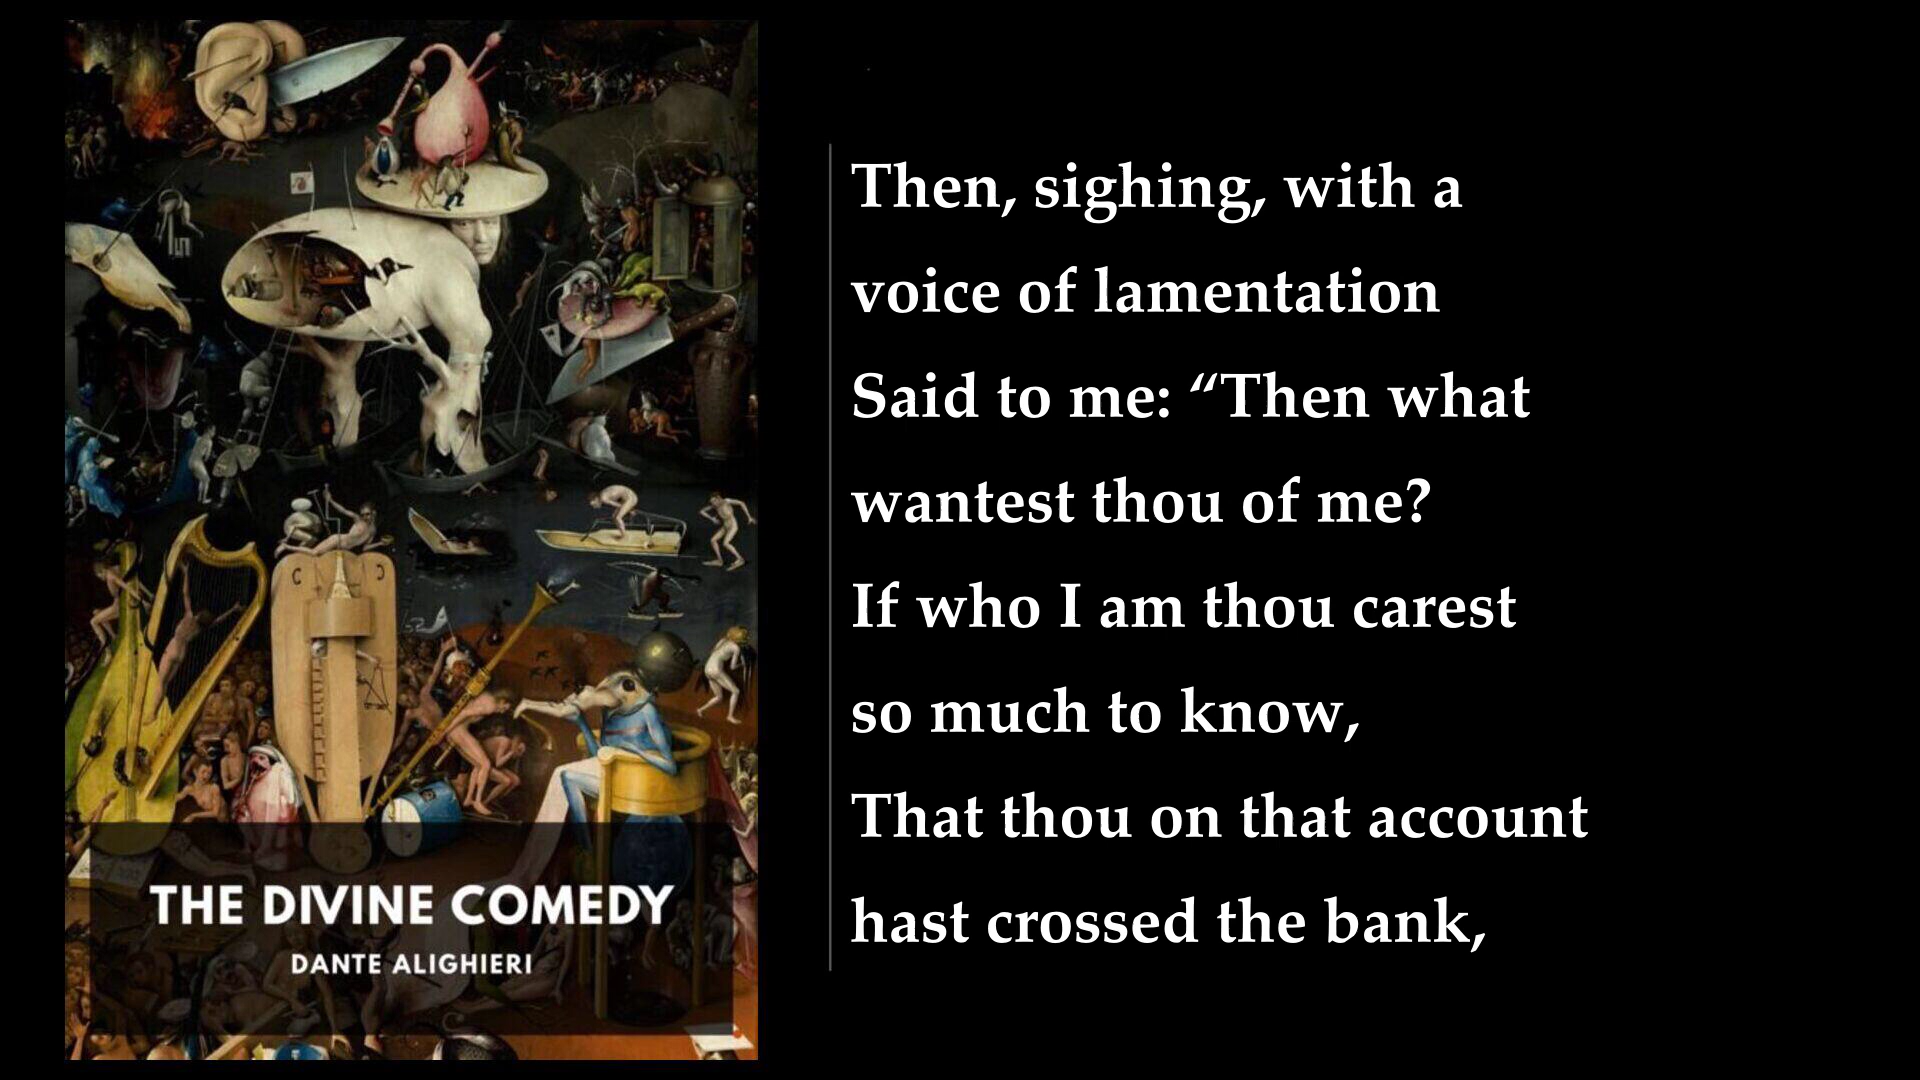 THE DIVINE COMEDY
DANTE ALIGHIERI
Then, sighing, with a
voice of lamentation
Said to me: “Then what
wantest thou of me?
If who I am thou carest
so much to know,
That thou on that account
hast crossed the bank,